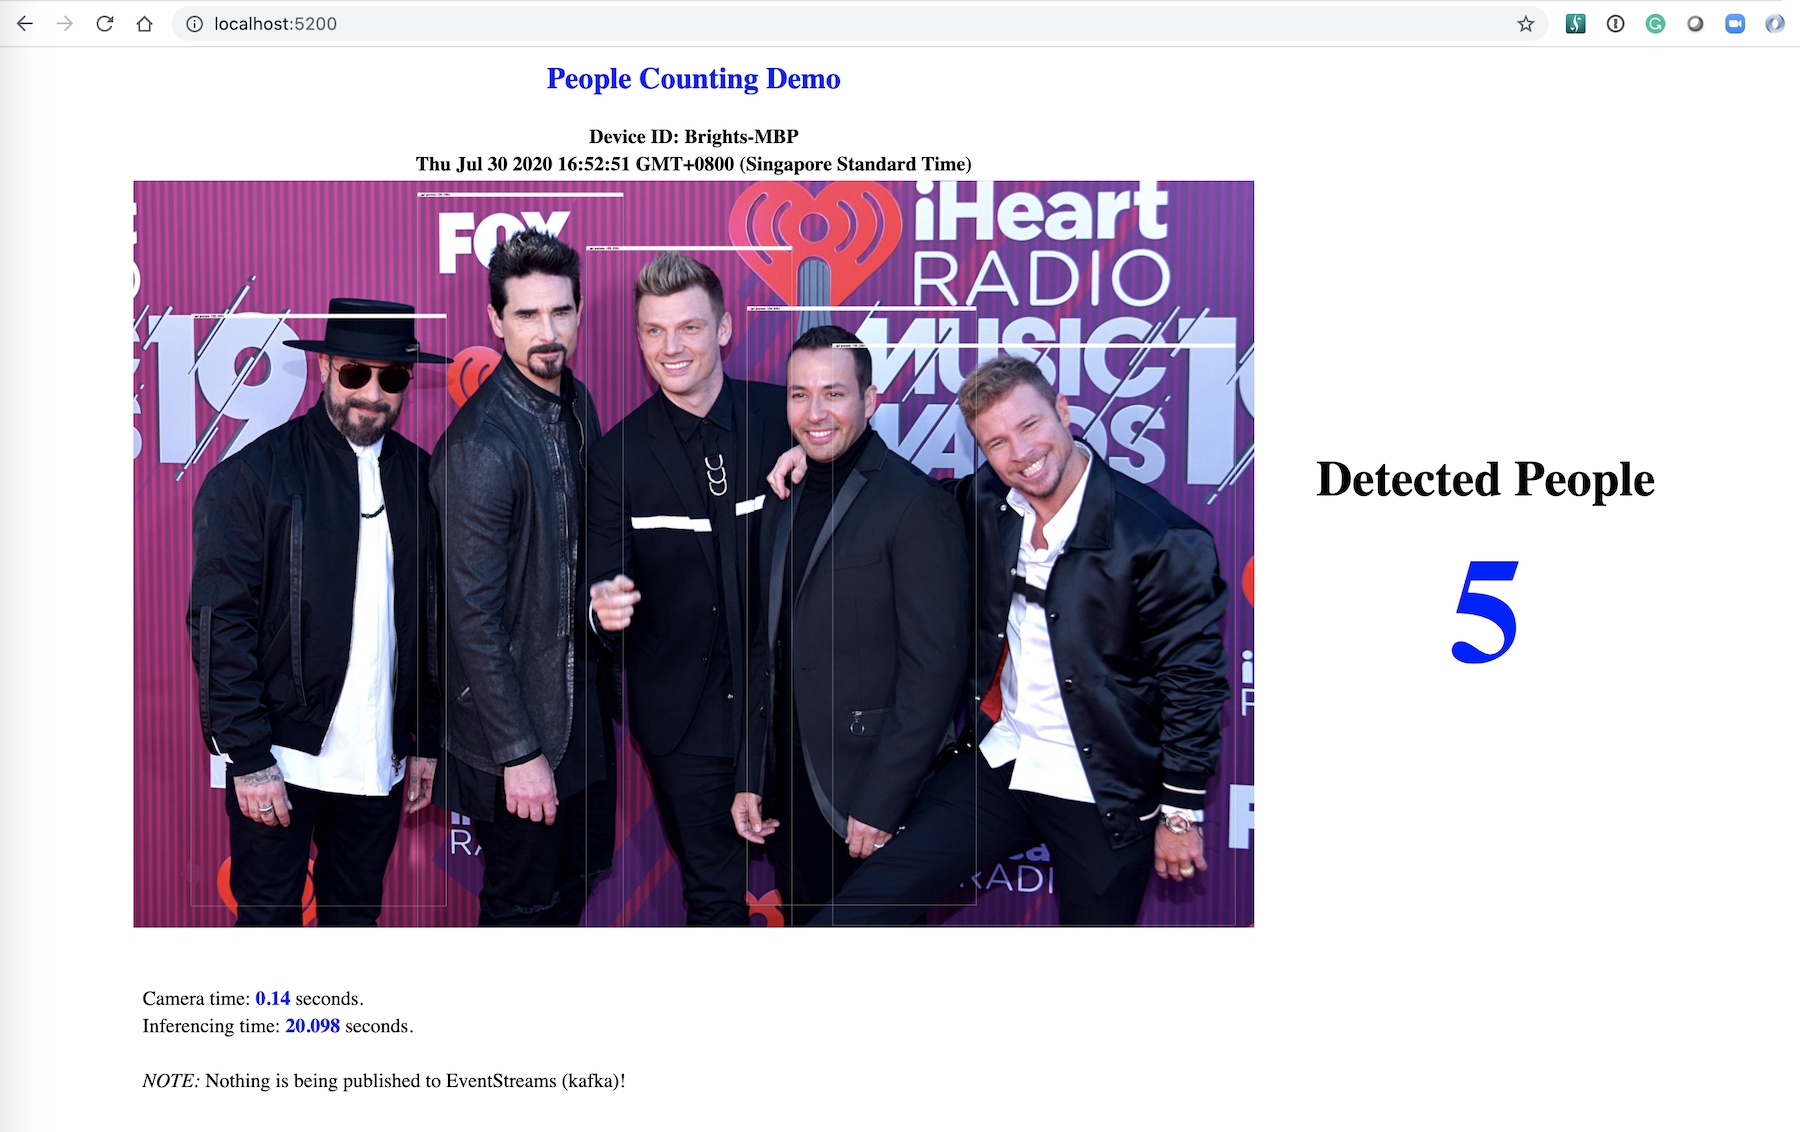 localhost:5200
People Counting Demo
Device ID: Brights-MBP
Thu Jul 30 2020 16:52:51 GMT+0800 (Singapore Standard Time)
FOX
iHeart
RADIO
19
MUSIC
AWARDS
Detected People
5
RADI
Camera time: 0.14 seconds.
Inferencing time: 20.098 seconds.
NOTE: Nothing is being published to EventStreams (kafka)!